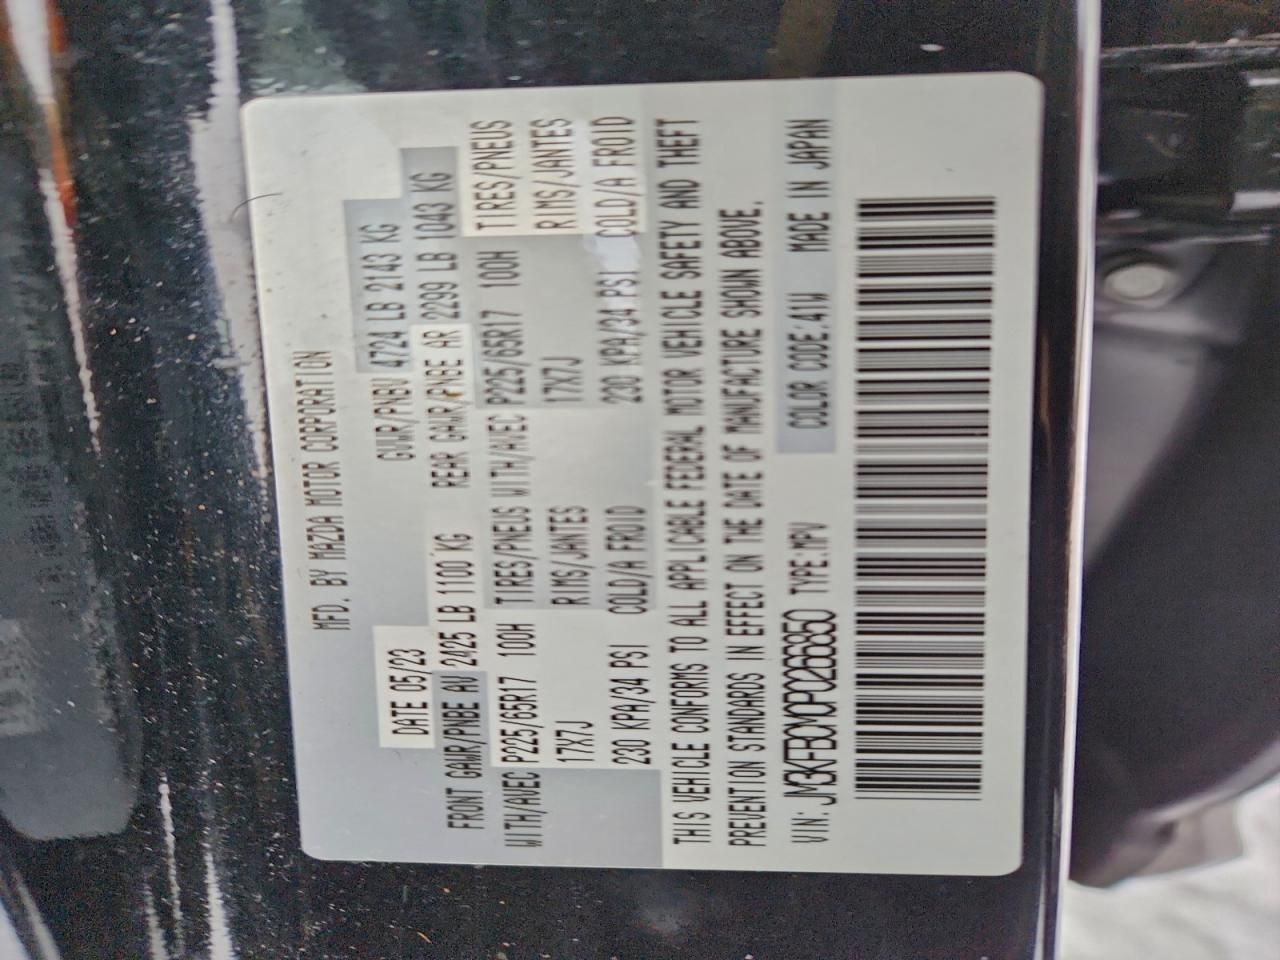 MFD. BY MAZDA MOTOR CORPORATION
DATE 05/23 GVWR/PNBV 4724 LB 2143 KG
FRONT GAWR/PNBE AV 2425 LB 1100 KG REAR GAWR/PNBE AR 2299 LB 1043 KG
WITH/AVEC P225/65R17 100H TIRES/PNEUS WITH/AVEC P225/65R17 100H TIRES/PNEUS
17X7J RIMS/JANTES 17X7J RIMS/JANTES
230 KPA/34 PSI COLD/A FROID 230 KPA/34 PSI COLD/A FROID
THIS VEHICLE CONFORMS TO ALL APPLICABLE FEDERAL MOTOR VEHICLE SAFETY AND THEFT
PREVENTION STANDARDS IN EFFECT ON THE DATE OF MANUFACTURE SHOWN ABOVE.
VIN: JM3KFBCM0P0266850 TYPE:MPV COLOR CODE:41W MADE IN JAPAN